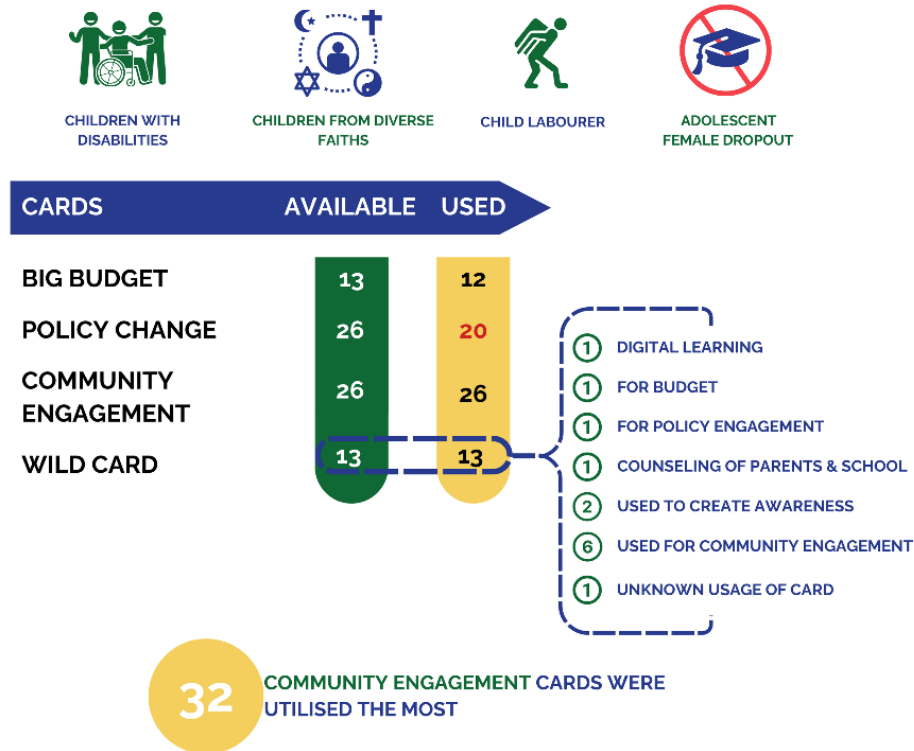 CHILDREN WITH
DISABILITIES
CHILDREN FROM DIVERSE
FAITHS
CHILD LABOURER
ADOLESCENT
FEMALE DROPOUT
CARDS AVAILABLE USED
BIG BUDGET 13 12
POLICY CHANGE 26 20
COMMUNITY
ENGAGEMENT 26 26
WILD CARD 13 13
1 DIGITAL LEARNING
1 FOR BUDGET
1 FOR POLICY ENGAGEMENT
1 COUNSELING OF PARENTS & SCHOOL
2 USED TO CREATE AWARENESS
6 USED FOR COMMUNITY ENGAGEMENT
1 UNKNOWN USAGE OF CARD
32 COMMUNITY ENGAGEMENT CARDS WERE
UTILISED THE MOST